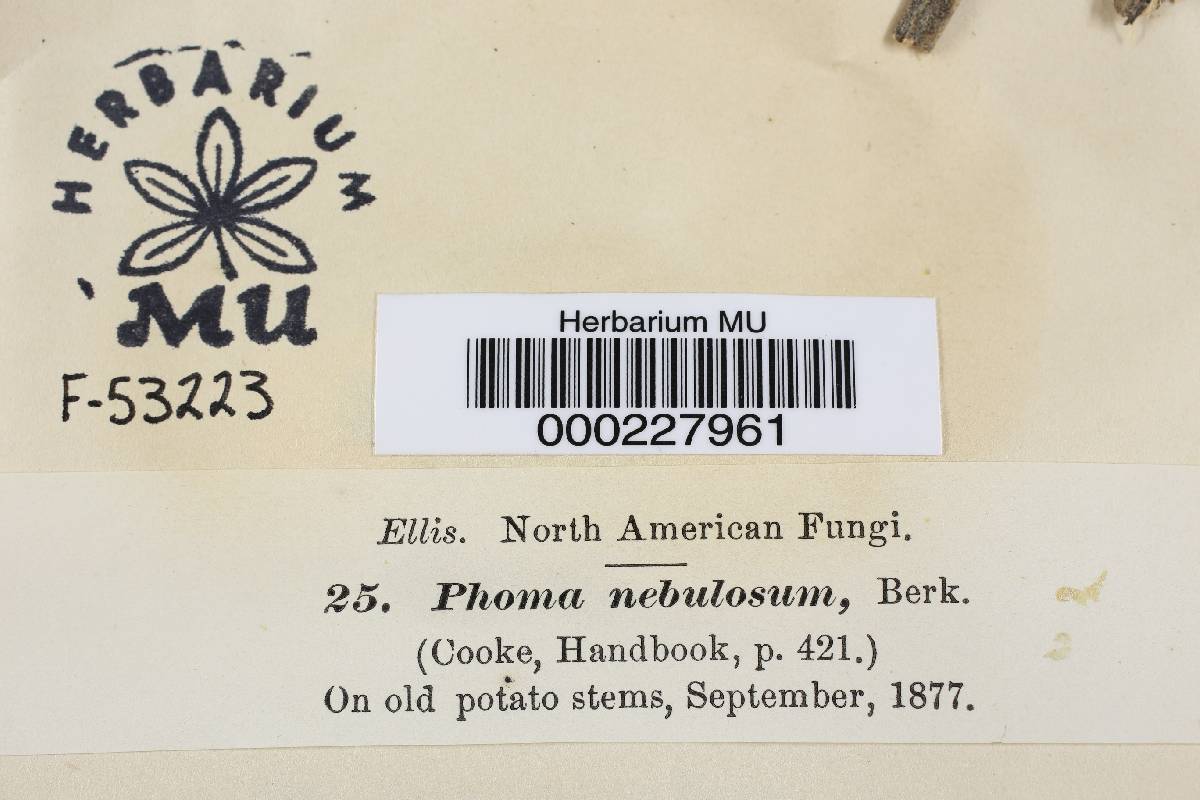 HERBARIUM
MU
F-53223
Herbarium MU
000227961
Ellis. North American Fungi.
25. Phoma nebulosum, Berk.
(Cooke, Handbook, p. 421.)
On old potato stems, September, 1877.